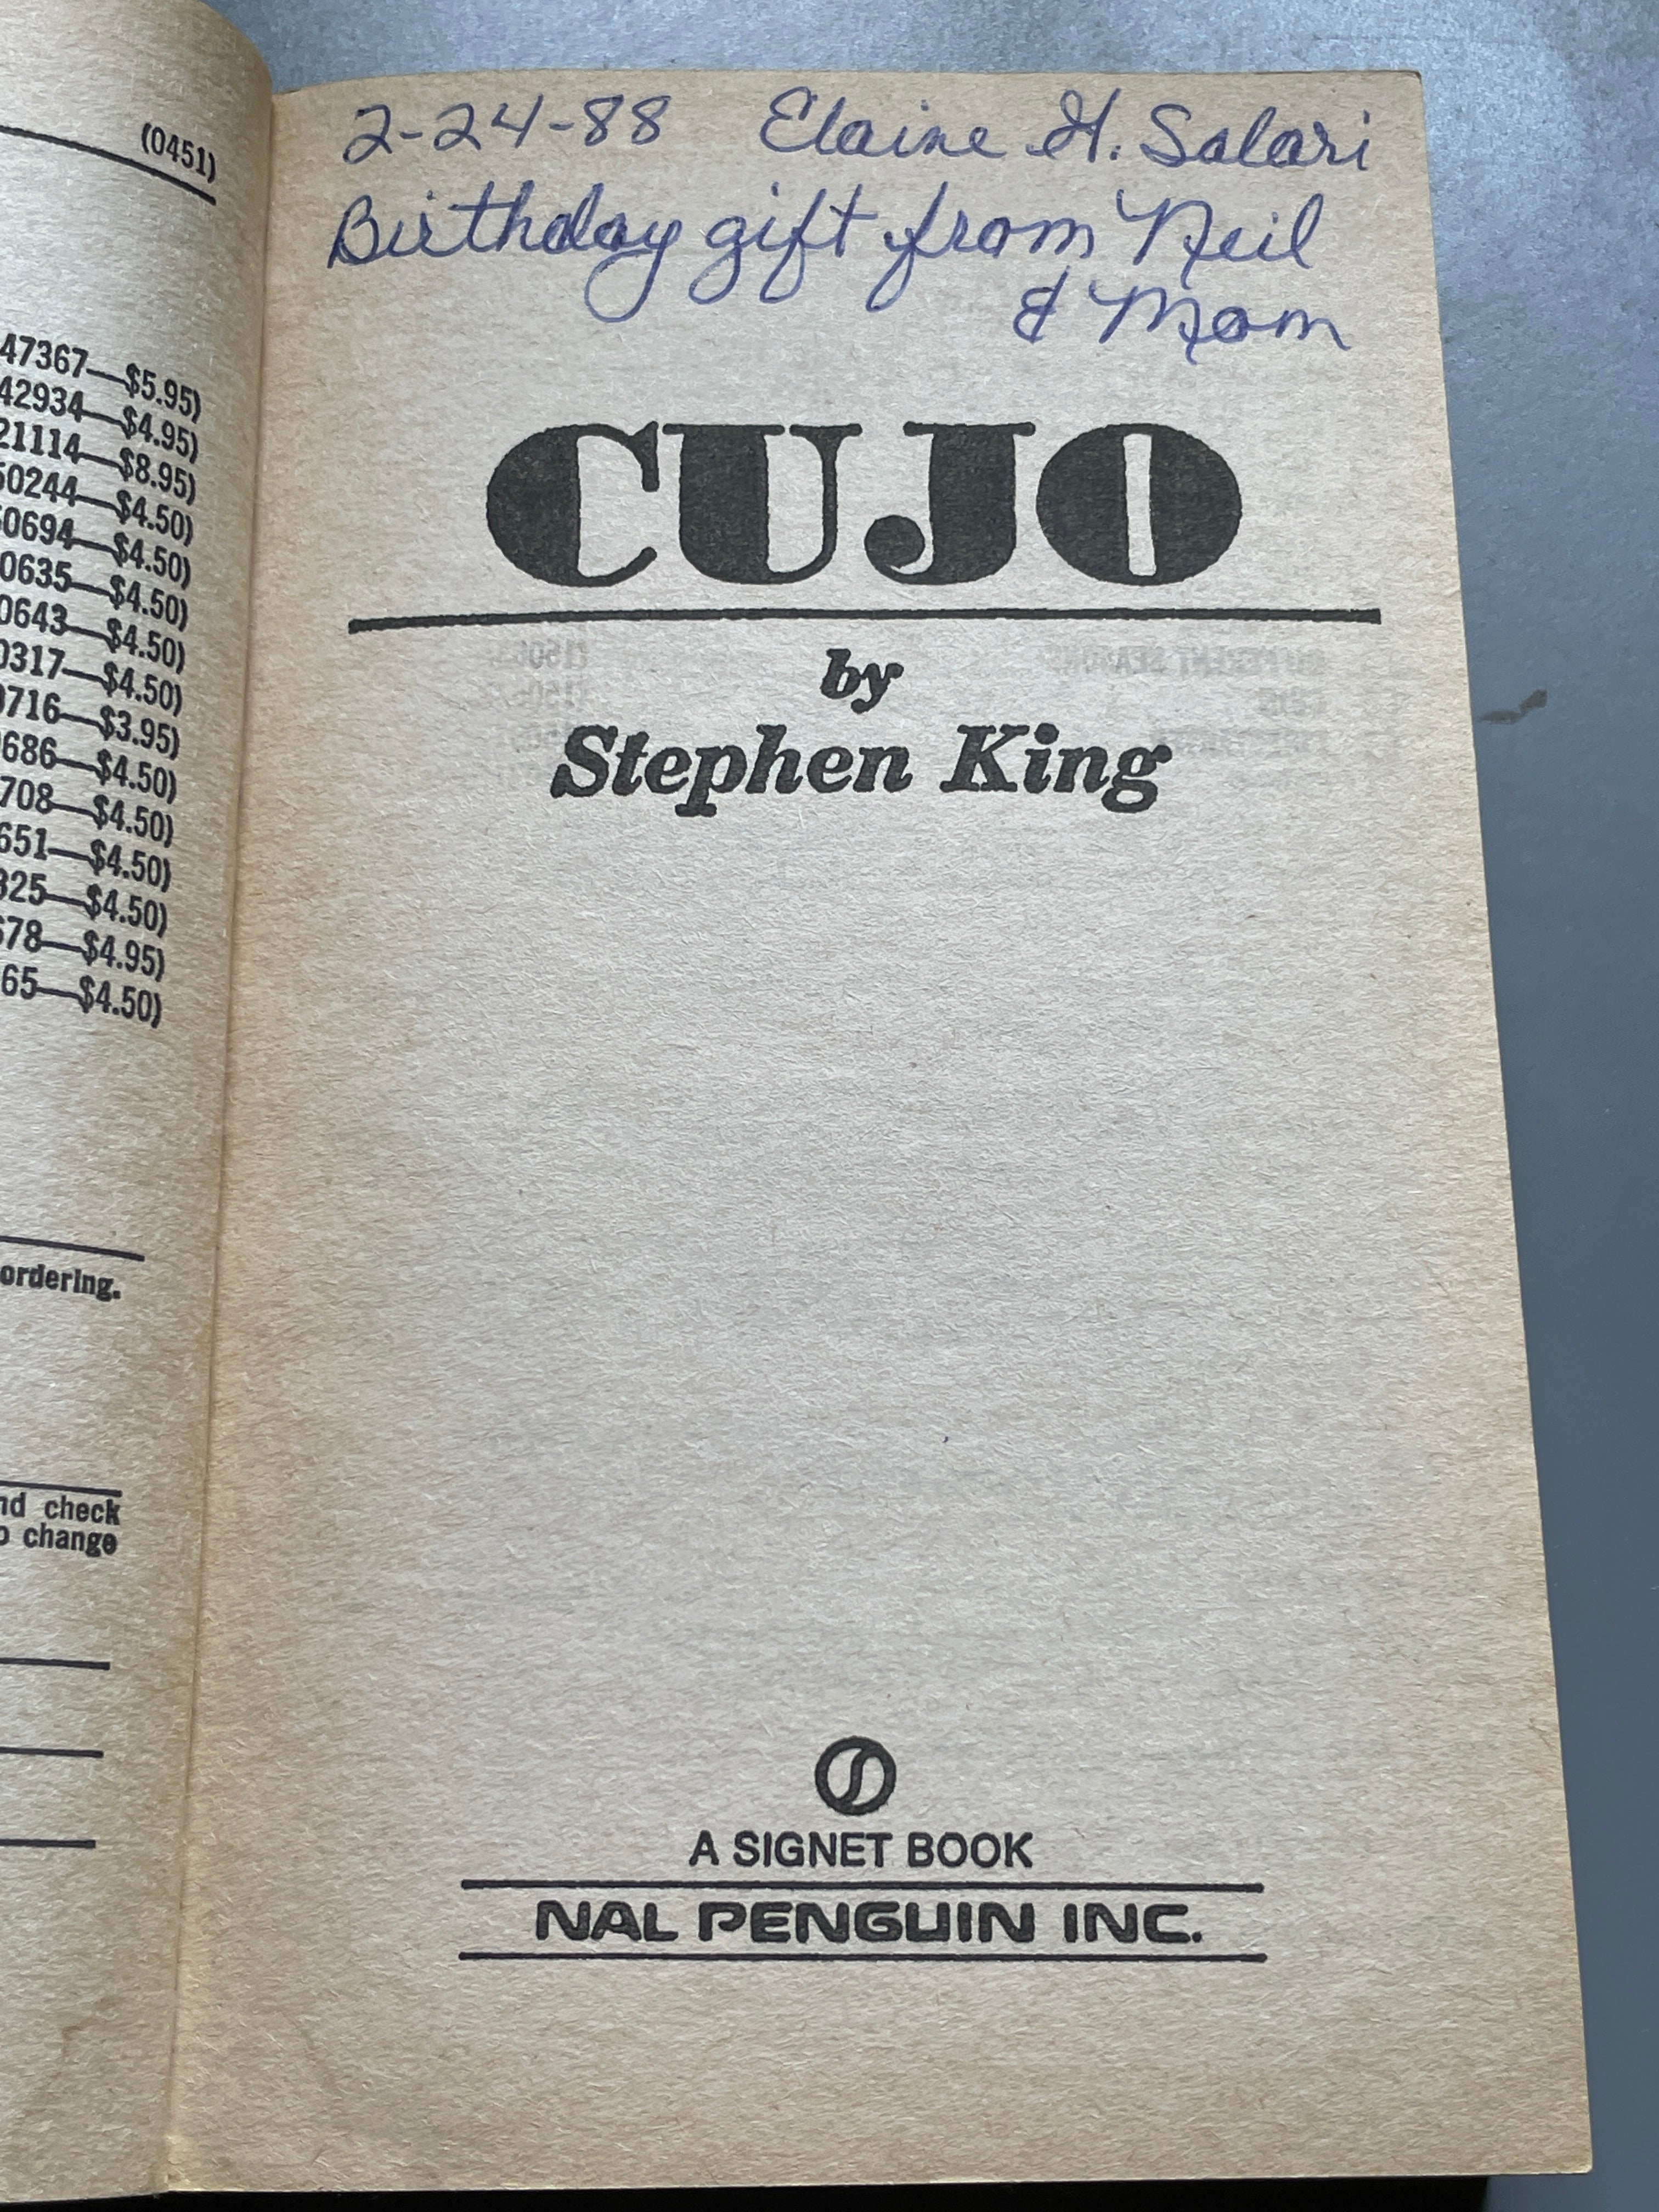 (0451)
47367—$5.95)
42934—$4.95)
21114—$8.95)
50244—$4.50)
50694—$4.50)
0635—$4.50)
0643—$4.50)
0317—$4.50)
9716—$3.95)
686—$4.50)
708—$4.50)
651—$4.50)
325—$4.50)
678—$4.95)
65—$4.50)
ordering.
nd check
o change
2-24-88 Elaine H. Salari
Birthday gift from Neil
& Mom
CUJO
by
Stephen King
A SIGNET BOOK
NAL PENGUIN INC.